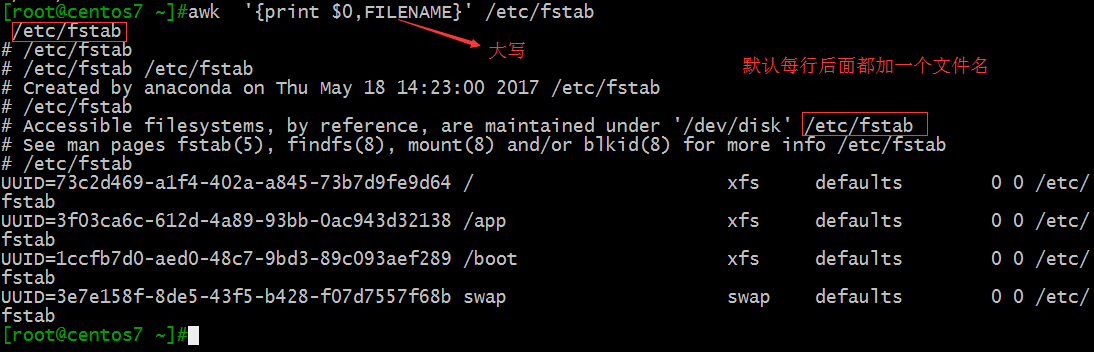 [root@centos7 ~]#awk  '{print $0,FILENAME}' /etc/fstab
 /etc/fstab
# /etc/fstab
大写
# /etc/fstab /etc/fstab
默认每行后面都加一个文件名
# Created by anaconda on Thu May 18 14:23:00 2017 /etc/fstab
# /etc/fstab
# Accessible filesystems, by reference, are maintained under '/dev/disk' /etc/fstab
# See man pages fstab(5), findfs(8), mount(8) and/or blkid(8) for more info /etc/fstab
# /etc/fstab
UUID=73c2d469-a1f4-402a-a845-73b7d9fe9d64 /                       xfs     defaults        0 0 /etc/
fstab
UUID=3f03ca6c-612d-4a89-93bb-0ac943d32138 /app                    xfs     defaults        0 0 /etc/
fstab
UUID=1ccfb7d0-aed0-48c7-9bd3-89c093aef289 /boot                   xfs     defaults        0 0 /etc/
fstab
UUID=3e7e158f-8de5-43f5-b428-f07d7557f68b swap                    swap    defaults        0 0 /etc/
fstab
[root@centos7 ~]#